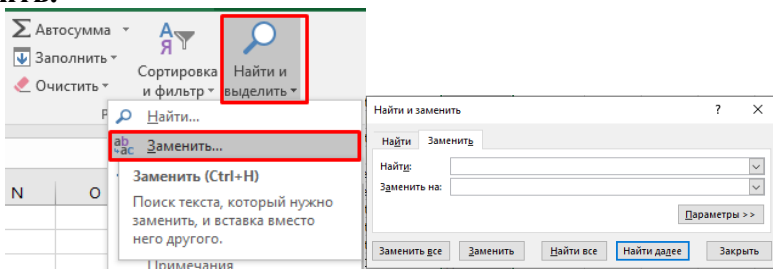 Σ Автосумма
Заполнить
Очистить
Сортировка
и фильтр
Найти и
выделить
Найти...
Заменить...
Заменить (Ctrl+H)
Поиск текста, который нужно
заменить, и вставка вместо
него другого.
Примечания
N O
Найти и заменить ? ×
Найти Заменить
Найти:
Заменить на:
Параметры >>
Заменить все Заменить Найти все Найти далее Закрыть